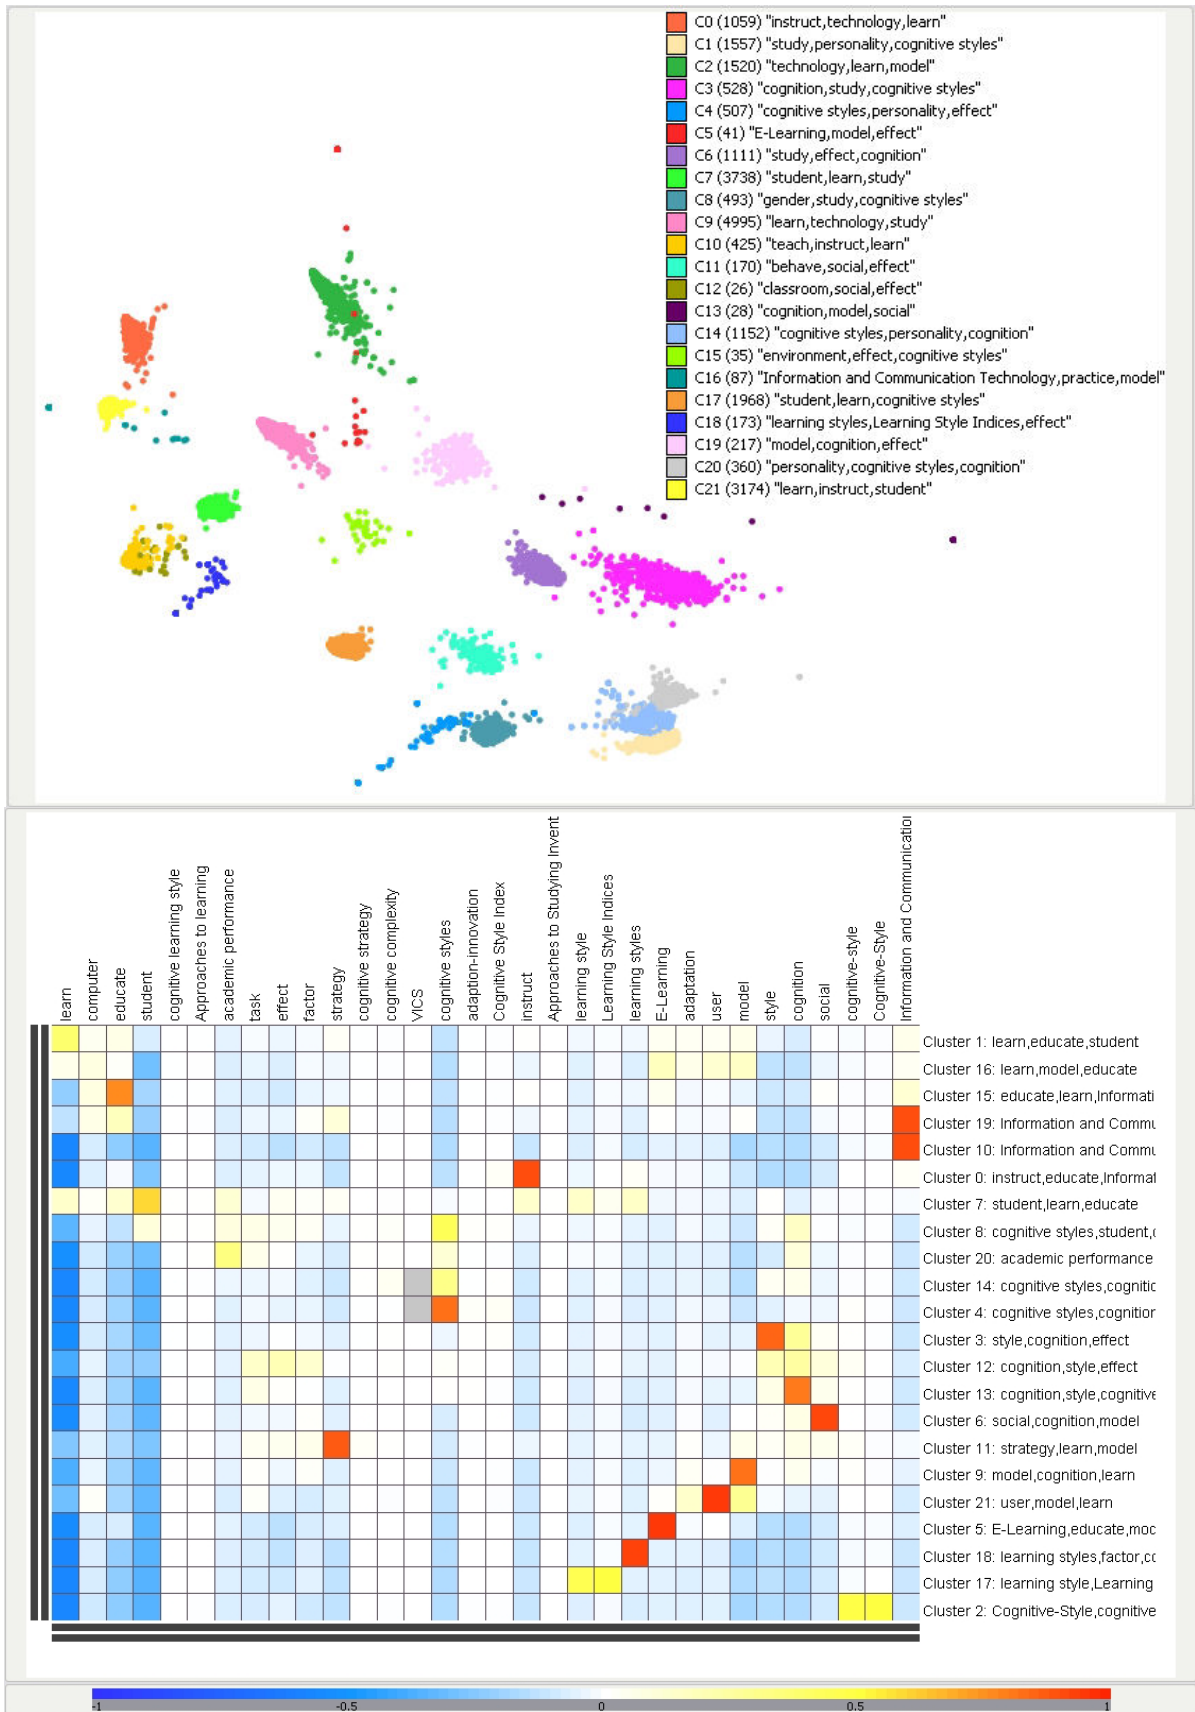 C0 (1059) "instruct,technology,learn"
C1 (1557) "study,personality,cognitive styles"
C2 (1520) "technology,learn,model"
C3 (528) "cognition,study,cognitive styles"
C4 (507) "cognitive styles,personality,effect"
C5 (41) "E-Learning,model,effect"
C6 (1111) "study,effect,cognition"
C7 (3738) "student,learn,study"
C8 (493) "gender,study,cognitive styles"
C9 (4995) "learn,technology,study"
C10 (425) "teach,instruct,learn"
C11 (170) "behave,social,effect"
C12 (26) "classroom,social,effect"
C13 (28) "cognition,model,social"
C14 (1152) "cognitive styles,personality,cognition"
C15 (35) "environment,effect,cognitive styles"
C16 (87) "Information and Communication Technology,practice,model"
C17 (1968) "student,learn,cognitive styles"
C18 (173) "learning styles,Learning Style Indices,effect"
C19 (217) "model,cognition,effect"
C20 (360) "personality,cognitive styles,cognition"
C21 (3174) "learn,instruct,student"
learn
computer
educate
student
cognitive learning style
Approaches to learning
academic performance
task
effect
factor
strategy
cognitive strategy
cognitive complexity
VICS
cognitive styles
adaption-innovation
Cognitive Style Index
instruct
Approaches to Studying Invent
learning style
Learning Style Indices
learning styles
E-Learning
adaptation
user
model
style
cognition
social
cognitive-style
Cognitive-Style
Information and Communicatio
Cluster 1: learn,educate,student
Cluster 16: learn,model,educate
Cluster 15: educate,learn,Informati
Cluster 19: Information and Commu
Cluster 10: Information and Commu
Cluster 0: instruct,educate,Informat
Cluster 7: student,learn,educate
Cluster 8: cognitive styles,student,c
Cluster 20: academic performance
Cluster 14: cognitive styles,cognitic
Cluster 4: cognitive styles,cognitior
Cluster 3: style,cognition,effect
Cluster 12: cognition,style,effect
Cluster 13: cognition,style,cognitive
Cluster 6: social,cognition,model
Cluster 11: strategy,learn,model
Cluster 9: model,cognition,learn
Cluster 21: user,model,learn
Cluster 5: E-Learning,educate,moc
Cluster 18: learning styles,factor,cc
Cluster 17: learning style,Learning
Cluster 2: Cognitive-Style,cognitive
-1 -0.5 0 0.5 1